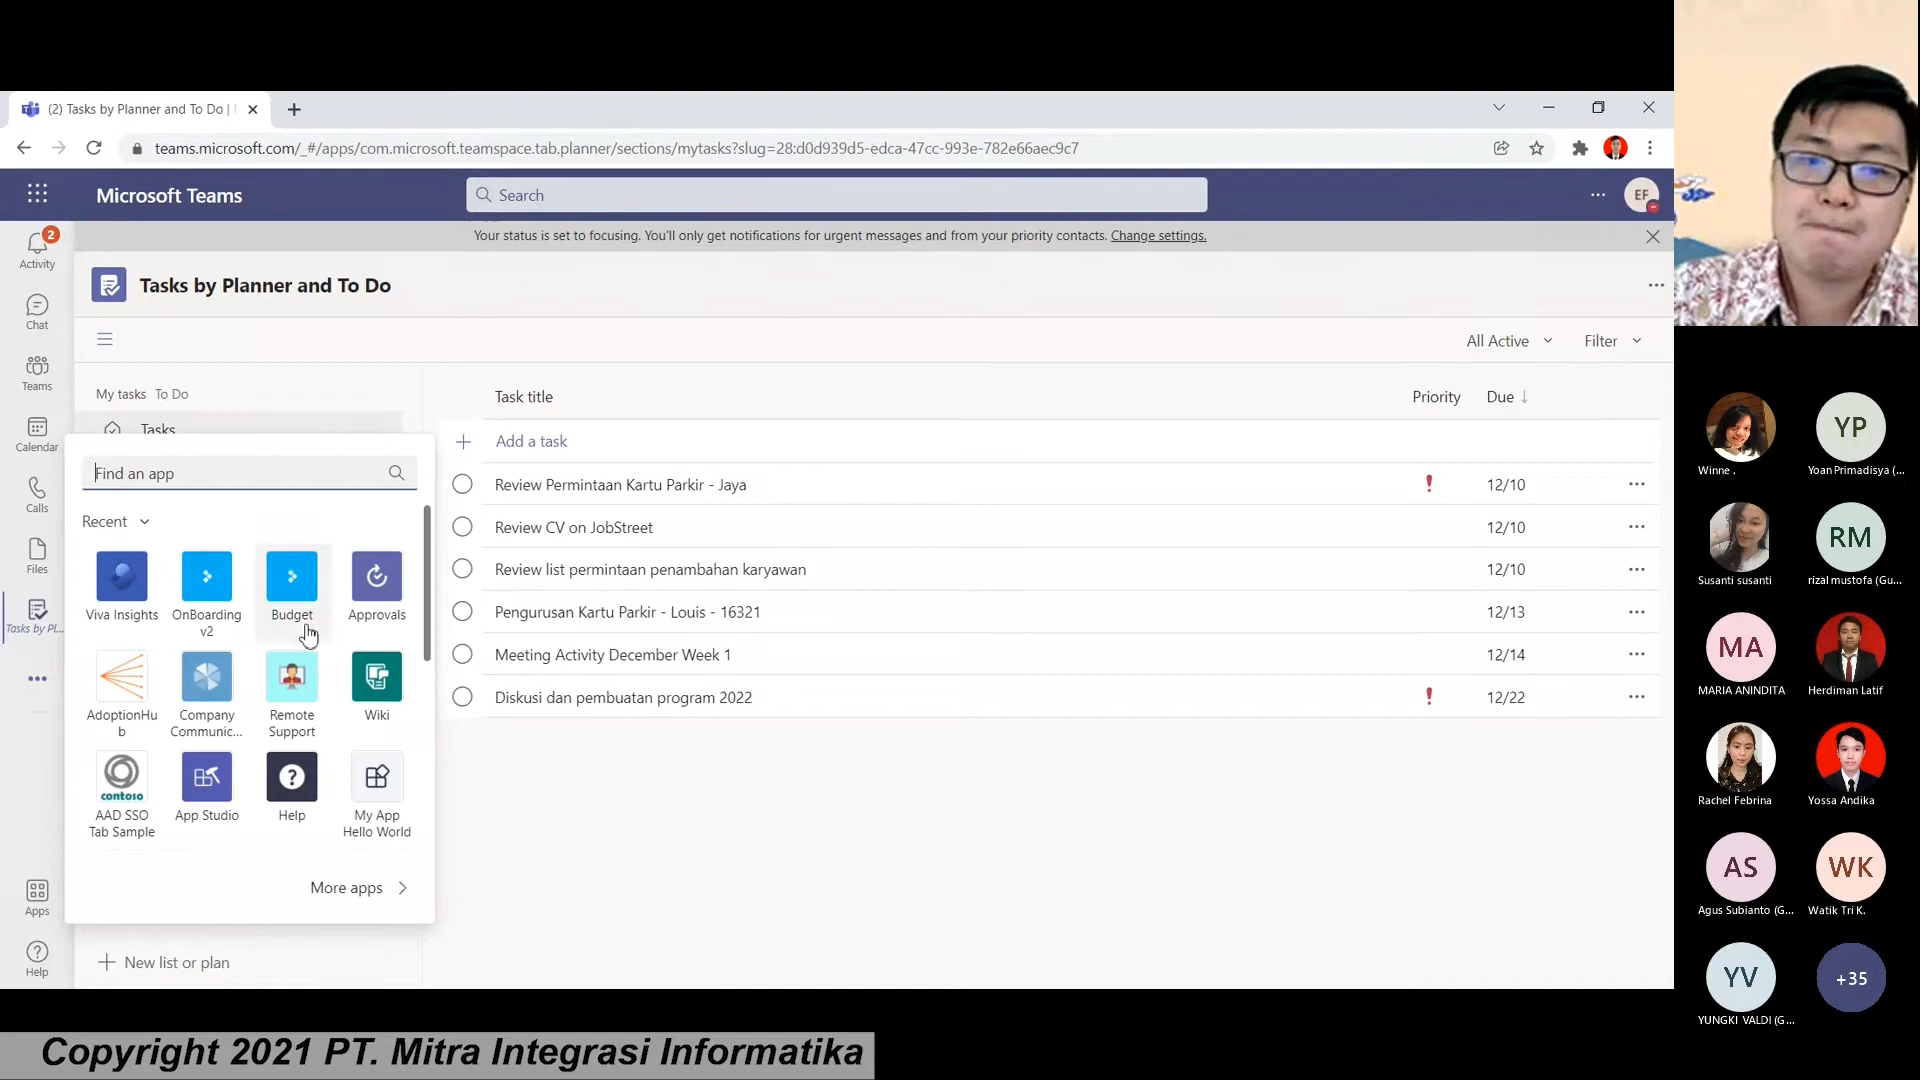 (2) Tasks by Planner and To Do |
teams.microsoft.com/_#/apps/com.microsoft.teamspace.tab.planner/sections/mytasks?slug=28:d0d939d5-edca-47cc-993e-782e66aec9c7
Microsoft Teams
Search
EF
Your status is set to focusing. You'll only get notifications for urgent messages and from your priority contacts. Change settings.
2
Activity
Chat
Teams
Calendar
Calls
Files
Tasks by Pl...
Apps
Help
Tasks by Planner and To Do
All Active
Filter
My tasks To Do
Tasks
Find an app
Recent
Viva Insights
OnBoarding
v2
Budget
Approvals
AdoptionHu
b
Company
Communic...
Remote
Support
Wiki
contoso
AAD SSO
Tab Sample
App Studio
Help
My App
Hello World
More apps
New list or plan
Task title Priority Due
Add a task
Review Permintaan Kartu Parkir - Jaya 12/10
Review CV on JobStreet 12/10
Review list permintaan penambahan karyawan 12/10
Pengurusan Kartu Parkir - Louis - 16321 12/13
Meeting Activity December Week 1 12/14
Diskusi dan pembuatan program 2022 12/22
Winne .
YP
Yoan Primadisya (...
Susanti susanti
RM
rizal mustofa (Gu...
MA
MARIA ANINDITA
Herdiman Latif
Rachel Febrina
Yossa Andika
AS
Agus Subianto (G...
WK
Watik Tri K.
YV
YUNGKI VALDI (G...
+35
Copyright 2021 PT. Mitra Integrasi Informatika